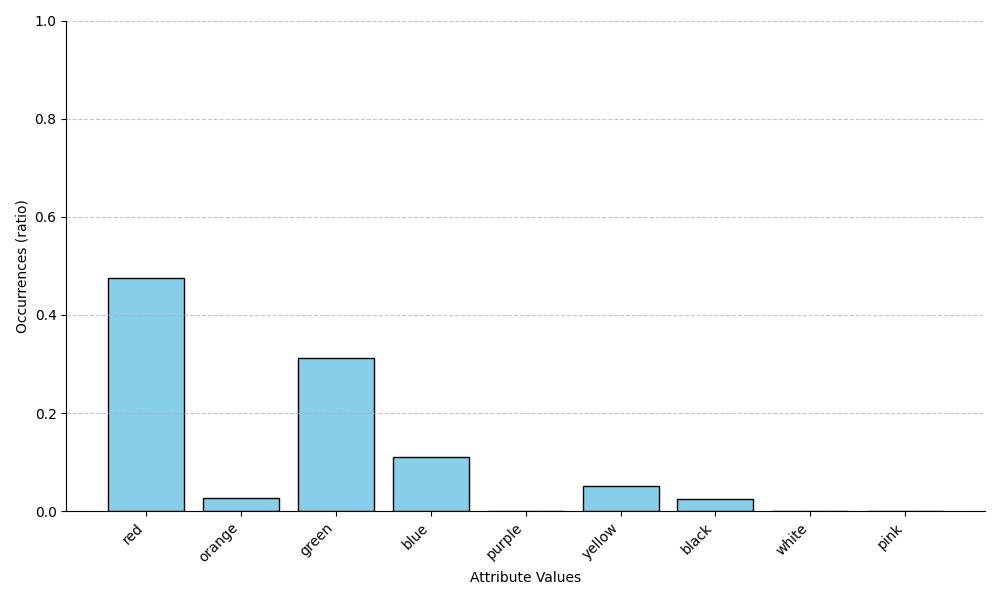 1.0
0.8
0.6
0.4
0.2
0.0
Occurrences (ratio)
red
orange
green
blue
purple
yellow
black
white
pink
Attribute Values